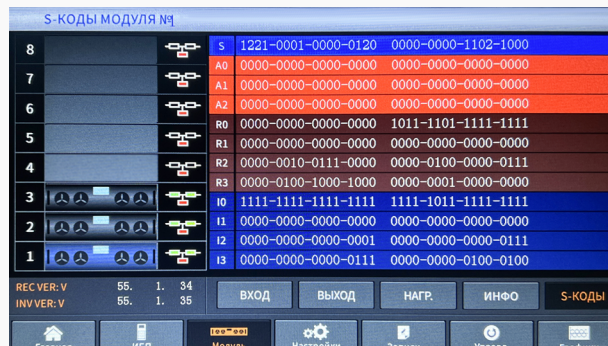 S-КОДЫ МОДУЛЯ №1
8 S 1221-0001-0000-0120 0000-0000-1102-1000
A0 0000-0000-0000-0000 0000-0000-0000-0000
7 A1 0000-0000-0000-0000 0000-0000-0000-0000
6 A2 0000-0000-0000-0000 0000-0000-0000-0000
R0 0000-0000-0000-0000 1011-1101-1111-1111
5 R1 0000-0000-0000-0000 0000-0000-0000-0000
4 R2 0000-0010-0111-0000 0000-0100-0000-0111
R3 0000-0100-1000-1000 0000-0001-0000-0000
3 I0 1111-1111-1111-1111 1111-1011-1111-1111
2 I1 0000-0000-0000-0000 0000-0000-0000-0000
I2 0000-0000-0000-0001 0000-0000-0000-0111
1 I3 0000-0000-0000-0111 0000-0000-0100-0100
REC VER: V 55. 1. 34
INV VER: V 55. 1. 35
ВХОД ВЫХОД НАГР. ИНФО S-КОДЫ